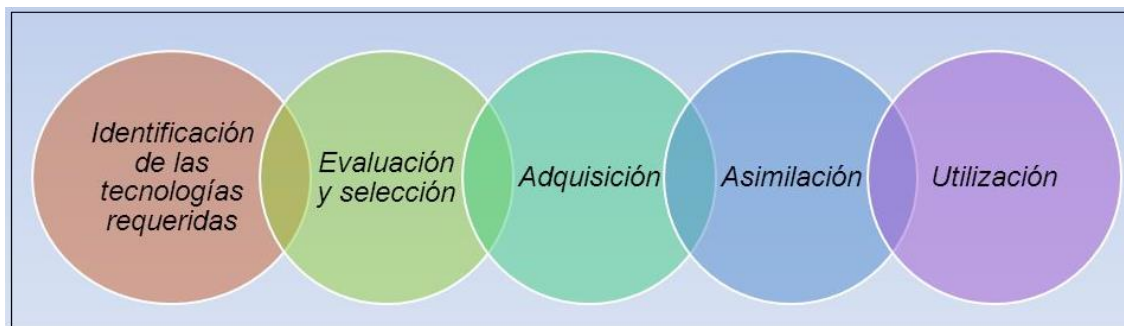 Identificación
de las
tecnologías
requeridas
Evaluación
y selección
Adquisición
Asimilación
Utilización